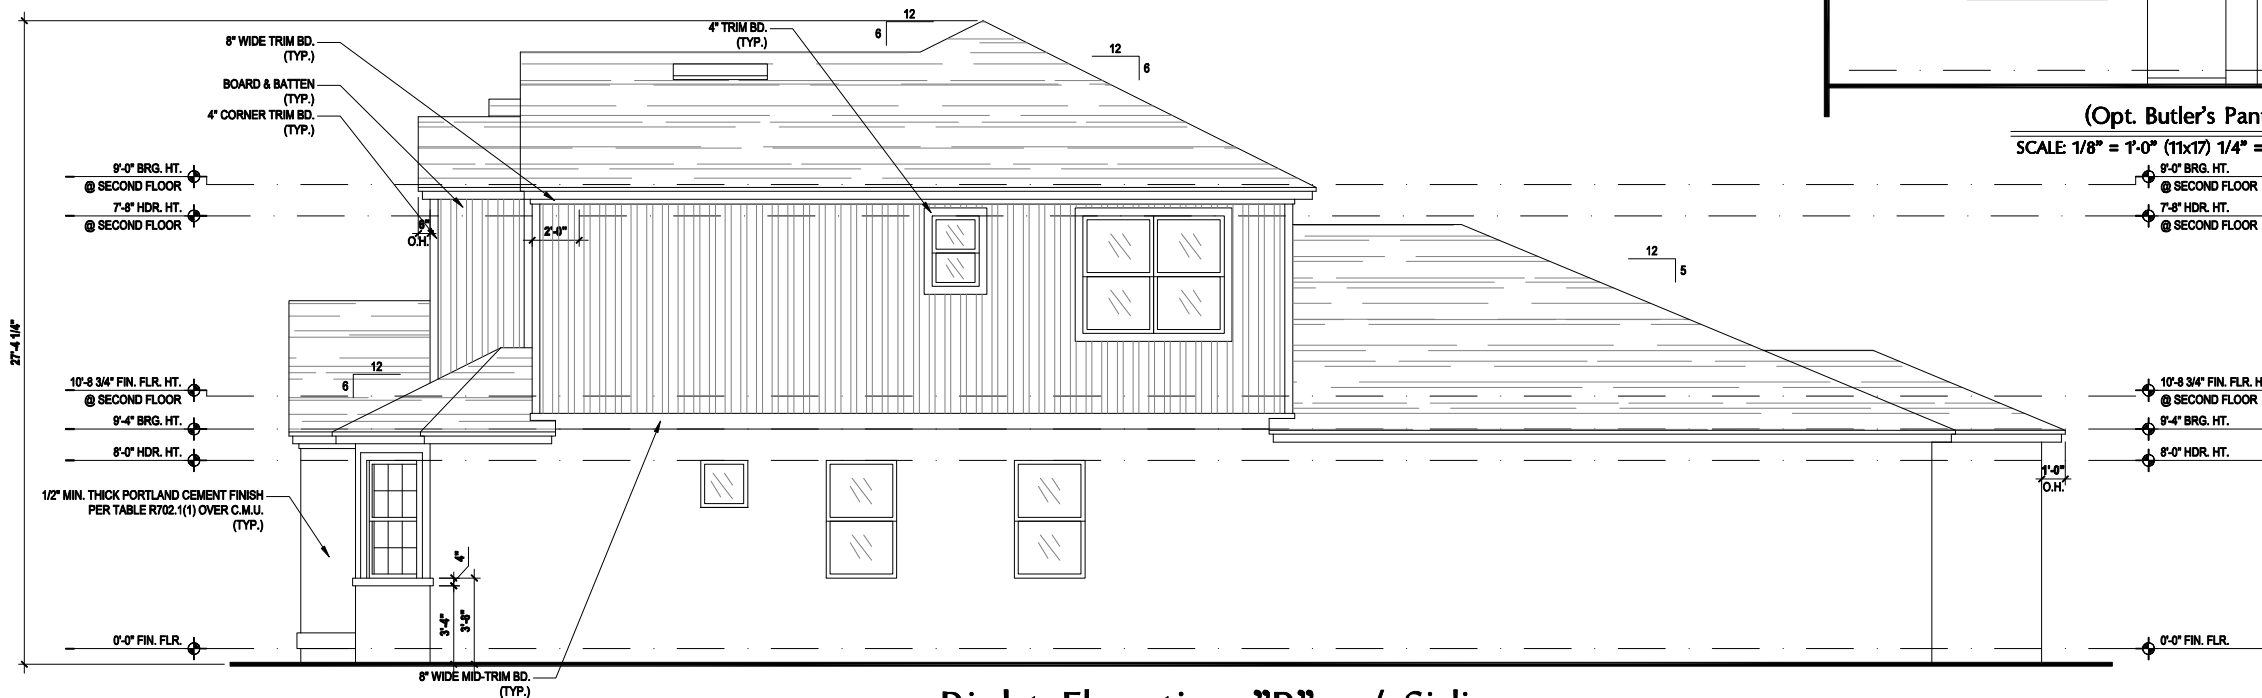 12
6
4" TRIM BD.
(TYP.)
8" WIDE TRIM BD.
(TYP.)
12
6
BOARD & BATTEN
(TYP.)
4" CORNER TRIM BD.
(TYP.)
(Opt. Butler's
SCALE: 1/8" = 1'-0" (11x17) 1/4" =
9'-0" BRG. HT.
@ SECOND FLOOR
7'-8" HDR. HT.
@ SECOND FLOOR
O.H.
2'-0"
9'-0" BRG. HT.
@ SECOND FLOOR
7'-8" HDR. HT.
@ SECOND FLOOR
12
5
27'-4 1/4"
12
6
10'-8 3/4" FIN. FLR. HT.
@ SECOND FLOOR
9'-4" BRG. HT.
8'-0" HDR. HT.
10'-8 3/4" FIN. FLR.
@ SECOND FLOOR
9'-4" BRG. HT.
8'-0" HDR. HT.
1'-0"
O.H.
1/2" MIN. THICK PORTLAND CEMENT FINISH
PER TABLE R702.1(1) OVER C.M.U.
(TYP.)
4"
3'-4"
3'-8"
0'-0" FIN. FLR.
0'-0" FIN. FLR.
8" WIDE MID-TRIM BD.
(TYP.)